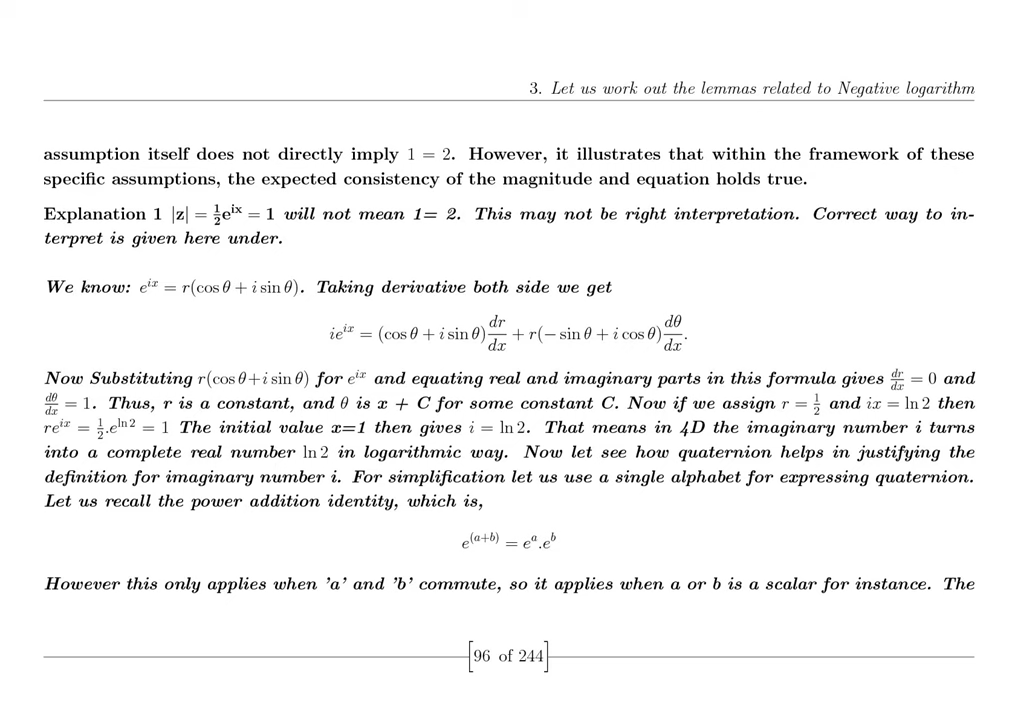 3. Let us work out the lemmas related to Negative logarithm
assumption itself does not directly imply 1 = 2. However, it illustrates that within the framework of these
specific assumptions, the expected consistency of the magnitude and equation holds true.
Explanation 1 |z| = \frac{1}{2}e^{ix} = 1 will not mean 1= 2. This may not be right interpretation. Correct way to in-
terpret is given here under.
We know: e^{ix} = r(cos θ + i sin θ). Taking derivative both side we get
ie^{ix} = (cos θ + i sin θ)\frac{dr}{dx} + r(− sin θ + i cos θ)\frac{dθ}{dx}.
Now Substituting r(cos θ+i sin θ) for e^{ix} and equating real and imaginary parts in this formula gives \frac{dr}{dx} = 0 and
\frac{dθ}{dx} = 1. Thus, r is a constant, and θ is x + C for some constant C. Now if we assign r = \frac{1}{2} and ix = ln 2 then
re^{ix} = \frac{1}{2}.e^{ln 2} = 1 The initial value x=1 then gives i = ln 2. That means in 4D the imaginary number i turns
into a complete real number ln 2 in logarithmic way. Now let see how quaternion helps in justifying the
definition for imaginary number i. For simplification let us use a single alphabet for expressing quaternion.
Let us recall the power addition identity, which is,
e^{(a+b)} = e^{a}.e^{b}
However this only applies when 'a' and 'b' commute, so it applies when a or b is a scalar for instance. The
[96 of 244]